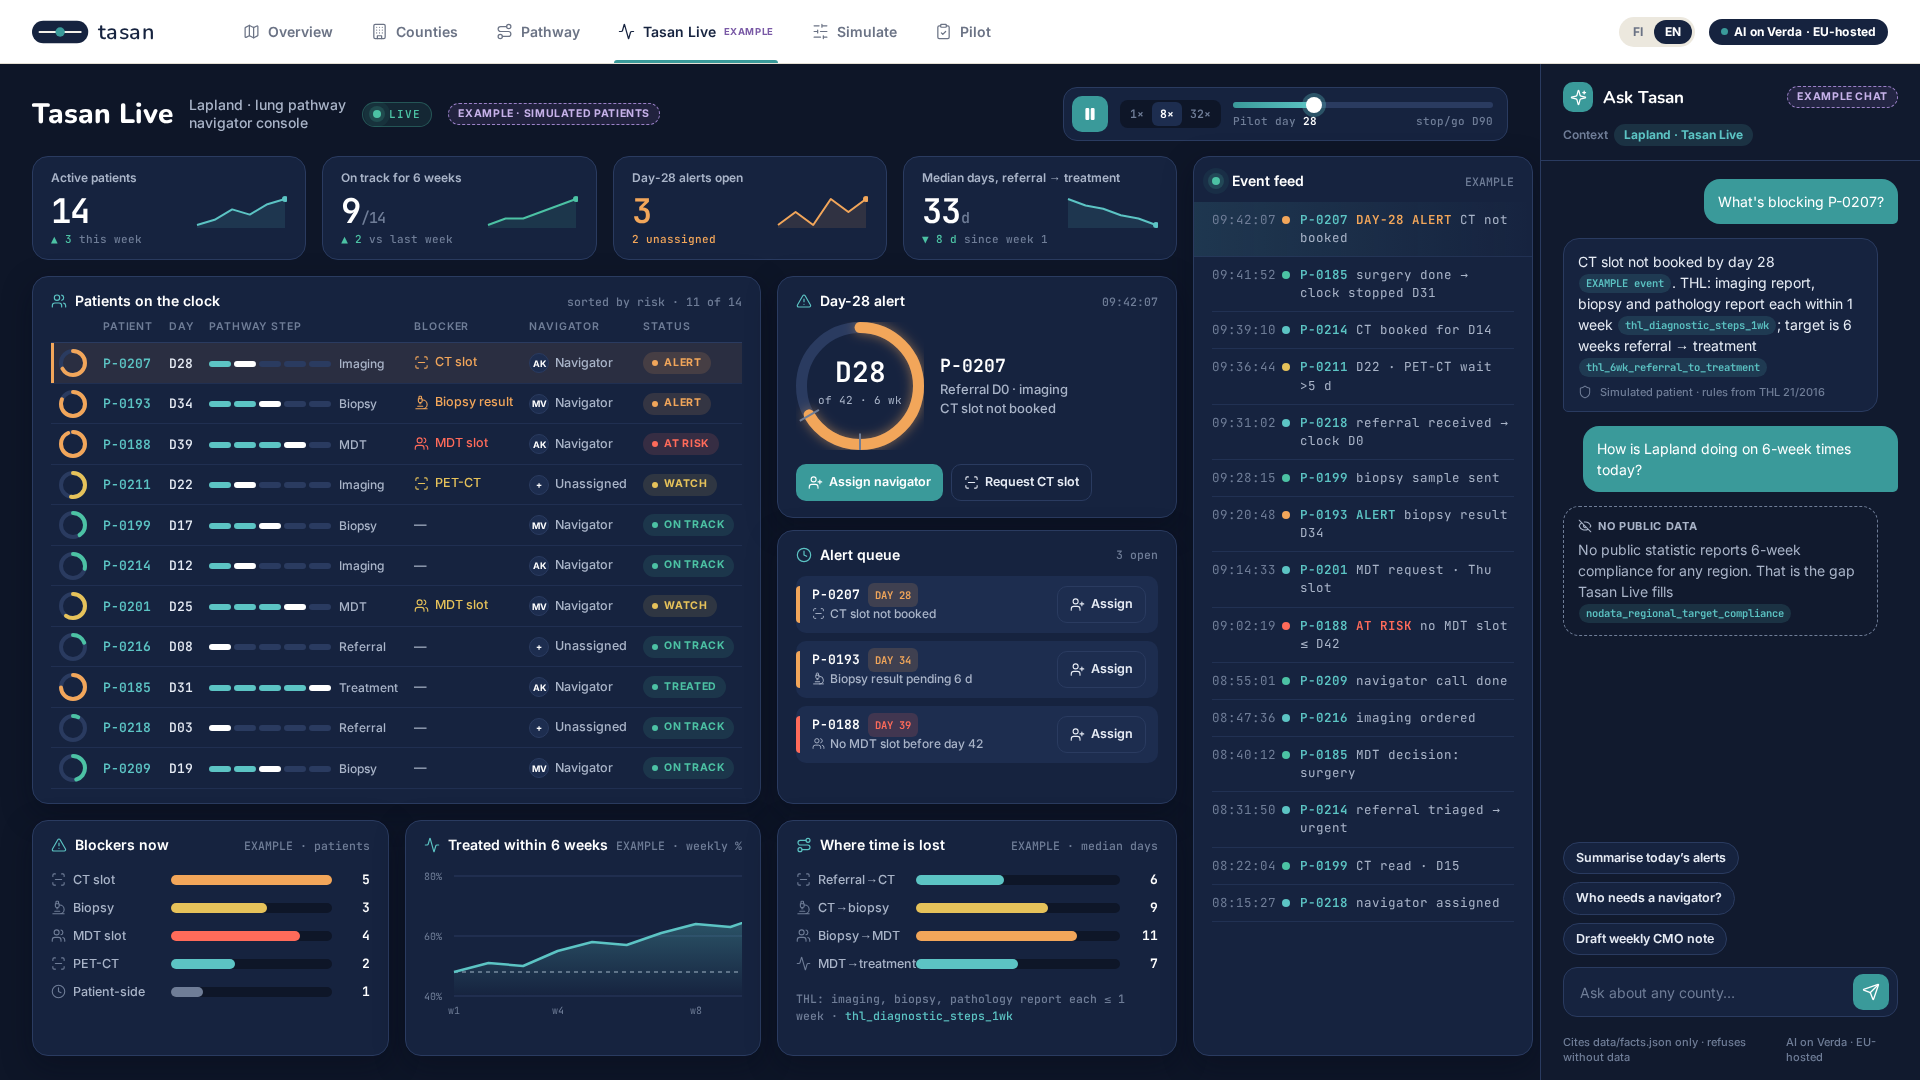 tasan
Overview
Counties
Pathway
Tasan Live EXAMPLE
Simulate
Pilot
FI EN
AI on Verda · EU-hosted
Tasan Live
Lapland · lung pathway
navigator console
LIVE
EXAMPLE · SIMULATED PATIENTS
1× 8× 32×
Pilot day 28
stop/go D90
Active patients
14
▲ 3 this week
On track for 6 weeks
9/14
▲ 2 vs last week
Day-28 alerts open
3
2 unassigned
Median days, referral → treatment
33d
▼ 8 d since week 1
Patients on the clock
sorted by risk · 11 of 14
PATIENT DAY PATHWAY STEP BLOCKER NAVIGATOR STATUS
P-0207 D28 Imaging CT slot AK Navigator ALERT
P-0193 D34 Biopsy Biopsy result MV Navigator ALERT
P-0188 D39 MDT MDT slot AK Navigator AT RISK
P-0211 D22 Imaging PET-CT + Unassigned WATCH
P-0199 D17 Biopsy — MV Navigator ON TRACK
P-0214 D12 Imaging — AK Navigator ON TRACK
P-0201 D25 MDT MDT slot MV Navigator WATCH
P-0216 D08 Referral — + Unassigned ON TRACK
P-0185 D31 Treatment — AK Navigator TREATED
P-0218 D03 Referral — + Unassigned ON TRACK
P-0209 D19 Biopsy — MV Navigator ON TRACK
Day-28 alert
09:42:07
D28
of 42 · 6 wk
P-0207
Referral D0 · imaging
CT slot not booked
Assign navigator
Request CT slot
Alert queue
3 open
P-0207 DAY 28
CT slot not booked
Assign
P-0193 DAY 34
Biopsy result pending 6 d
Assign
P-0188 DAY 39
No MDT slot before day 42
Assign
Blockers now
EXAMPLE · patients
CT slot 5
Biopsy 3
MDT slot 4
PET-CT 2
Patient-side 1
Treated within 6 weeks
EXAMPLE · weekly %
80%
60%
40%
w1 w4 w8
Where time is lost
EXAMPLE · median days
Referral→CT 6
CT→biopsy 9
Biopsy→MDT 11
MDT→treatment 7
THL: imaging, biopsy, pathology report each ≤ 1
week · thl_diagnostic_steps_1wk
Event feed
EXAMPLE
09:42:07 P-0207 DAY-28 ALERT CT not
booked
09:41:52 P-0185 surgery done →
clock stopped D31
09:39:10 P-0214 CT booked for D14
09:36:44 P-0211 D22 · PET-CT wait
>5 d
09:31:02 P-0218 referral received →
clock D0
09:28:15 P-0199 biopsy sample sent
09:20:48 P-0193 ALERT biopsy result
D34
09:14:33 P-0201 MDT request · Thu
slot
09:02:19 P-0188 AT RISK no MDT slot
≤ D42
08:55:01 P-0209 navigator call done
08:47:36 P-0216 imaging ordered
08:40:12 P-0185 MDT decision:
surgery
08:31:50 P-0214 referral triaged →
urgent
08:22:04 P-0199 CT read · D15
08:15:27 P-0218 navigator assigned
Ask Tasan
EXAMPLE CHAT
Context Lapland · Tasan Live
What's blocking P-0207?
CT slot not booked by day 28
EXAMPLE event . THL: imaging report,
biopsy and pathology report each within 1
week thl_diagnostic_steps_1wk ; target is 6
weeks referral → treatment
thl_6wk_referral_to_treatment
Simulated patient · rules from THL 21/2016
How is Lapland doing on 6-week times
today?
NO PUBLIC DATA
No public statistic reports 6-week
compliance for any region. That is the gap
Tasan Live fills
nodata_regional_target_compliance
Summarise today's alerts
Who needs a navigator?
Draft weekly CMO note
Ask about any county...
Cites data/facts.json only · refuses
without data
AI on Verda · EU-
hosted